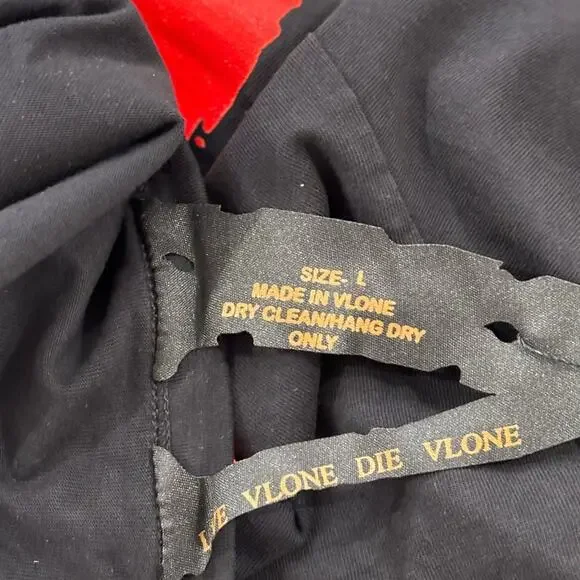 SIZE- L
MADE IN VLONE
DRY CLEAN/HANG DRY
ONLY
VLONE DIE VLONE